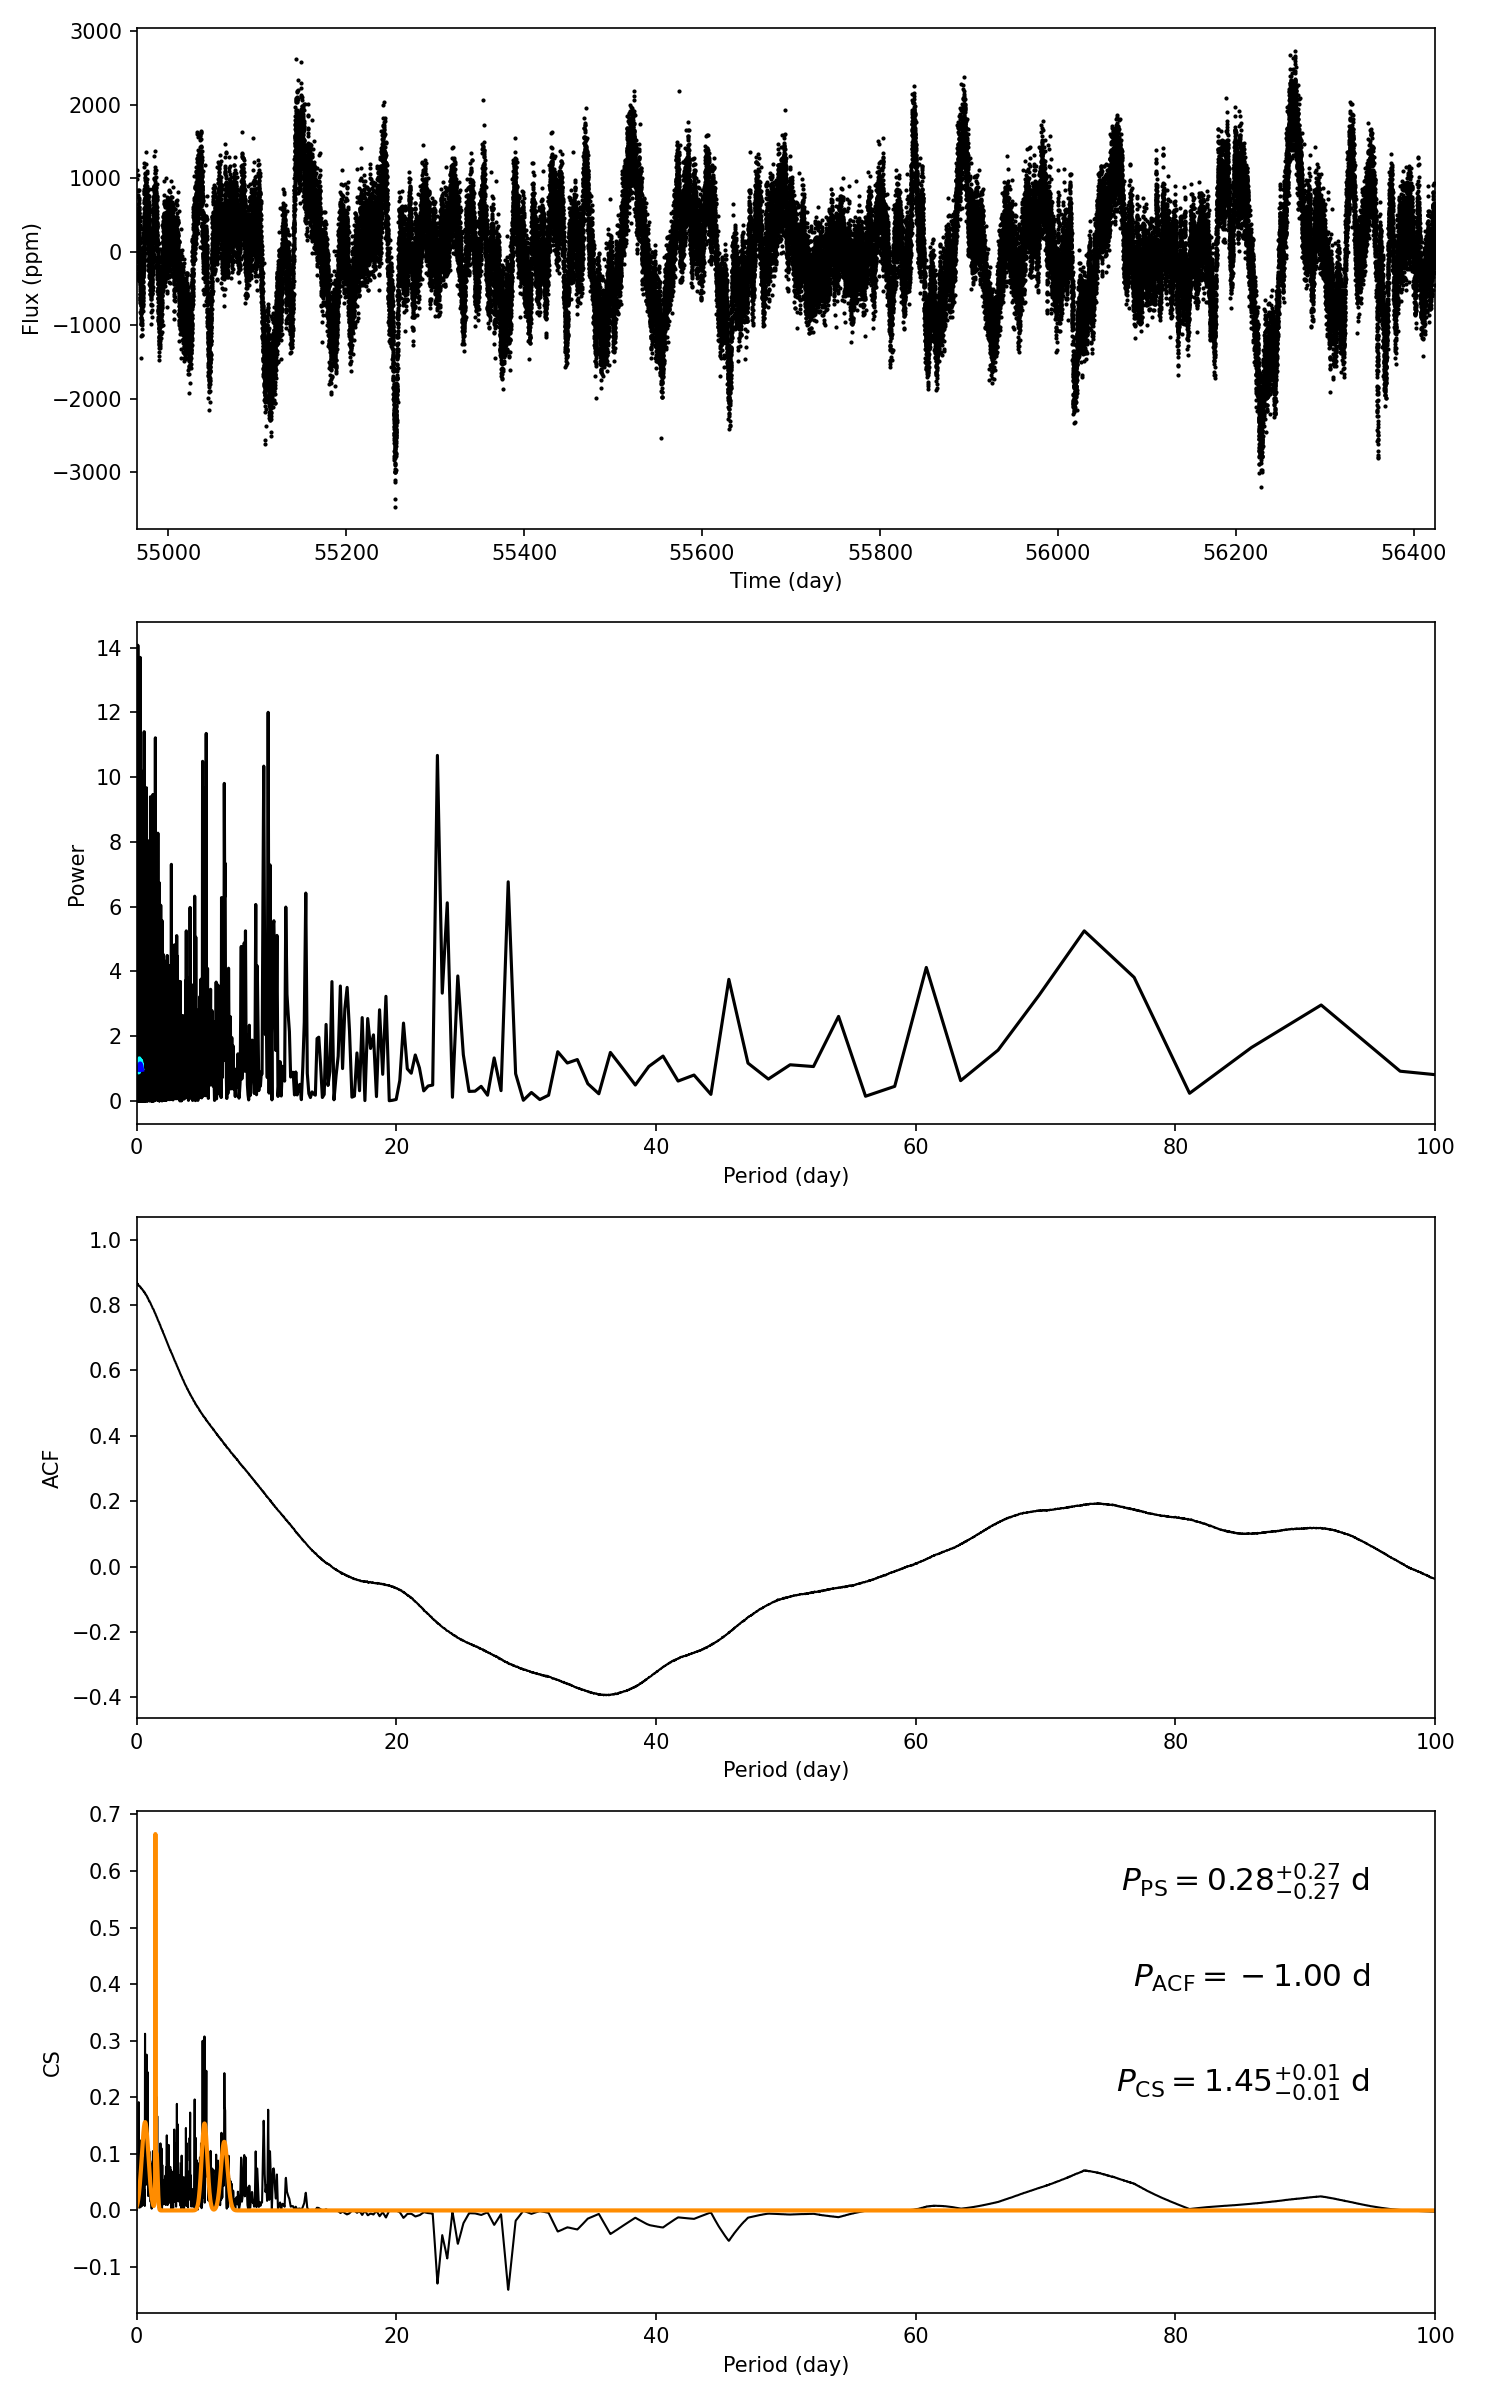 3000
2000
1000
0
−1000
−2000
−3000
Flux (ppm)
55000 55200 55400 55600 55800 56000 56200 56400
Time (day)
14
12
10
8
6
4
2
0
Power
0 20 40 60 80 100
Period (day)
1.0
0.8
0.6
0.4
0.2
0.0
−0.2
−0.4
ACF
0 20 40 60 80 100
Period (day)
0.7
0.6
0.5
0.4
0.3
0.2
0.1
0.0
−0.1
CS
P_PS = 0.28^{+0.27}_{−0.27} d
P_ACF = − 1.00 d
P_CS = 1.45^{+0.01}_{−0.01} d
0 20 40 60 80 100
Period (day)